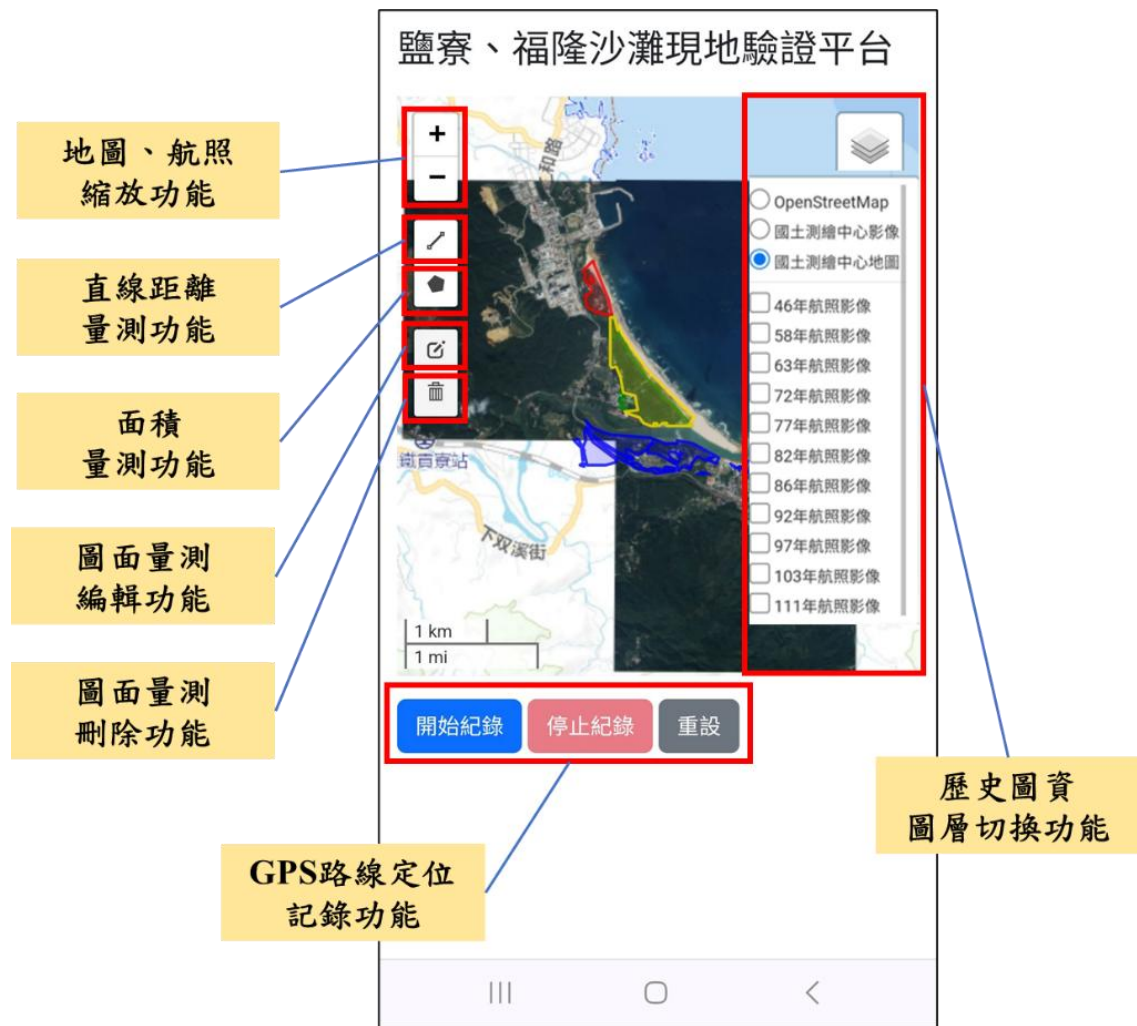 鹽寮、福隆沙灘現地驗證平台
地圖、航照
縮放功能
直線距離
量測功能
面積
量測功能
圖面量測
編輯功能
圖面量測
刪除功能
+
−
仁和路
貢寮站
下双溪街
1 km
1 mi
OpenStreetMap
國土測繪中心影像
國土測繪中心地圖
46年航照影像
58年航照影像
63年航照影像
72年航照影像
77年航照影像
82年航照影像
86年航照影像
92年航照影像
97年航照影像
103年航照影像
111年航照影像
開始紀錄
停止紀錄
重設
歷史圖資
圖層切換功能
GPS路線定位
記錄功能